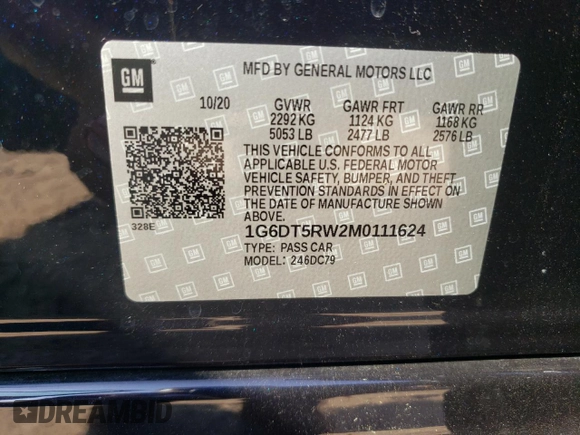 GM
MFD BY GENERAL MOTORS LLC
10/20 GVWR GAWR FRT GAWR RR
2292 KG 1124 KG 1168 KG
5053 LB 2477 LB 2576 LB
THIS VEHICLE CONFORMS TO ALL
APPLICABLE U.S. FEDERAL MOTOR
VEHICLE SAFETY, BUMPER, AND THEFT
PREVENTION STANDARDS IN EFFECT ON
THE DATE OF MANUFACTURE SHOWN
ABOVE.
328E
1G6DT5RW2M0111624
TYPE: PASS CAR
MODEL: 246DC79
DREAMBID